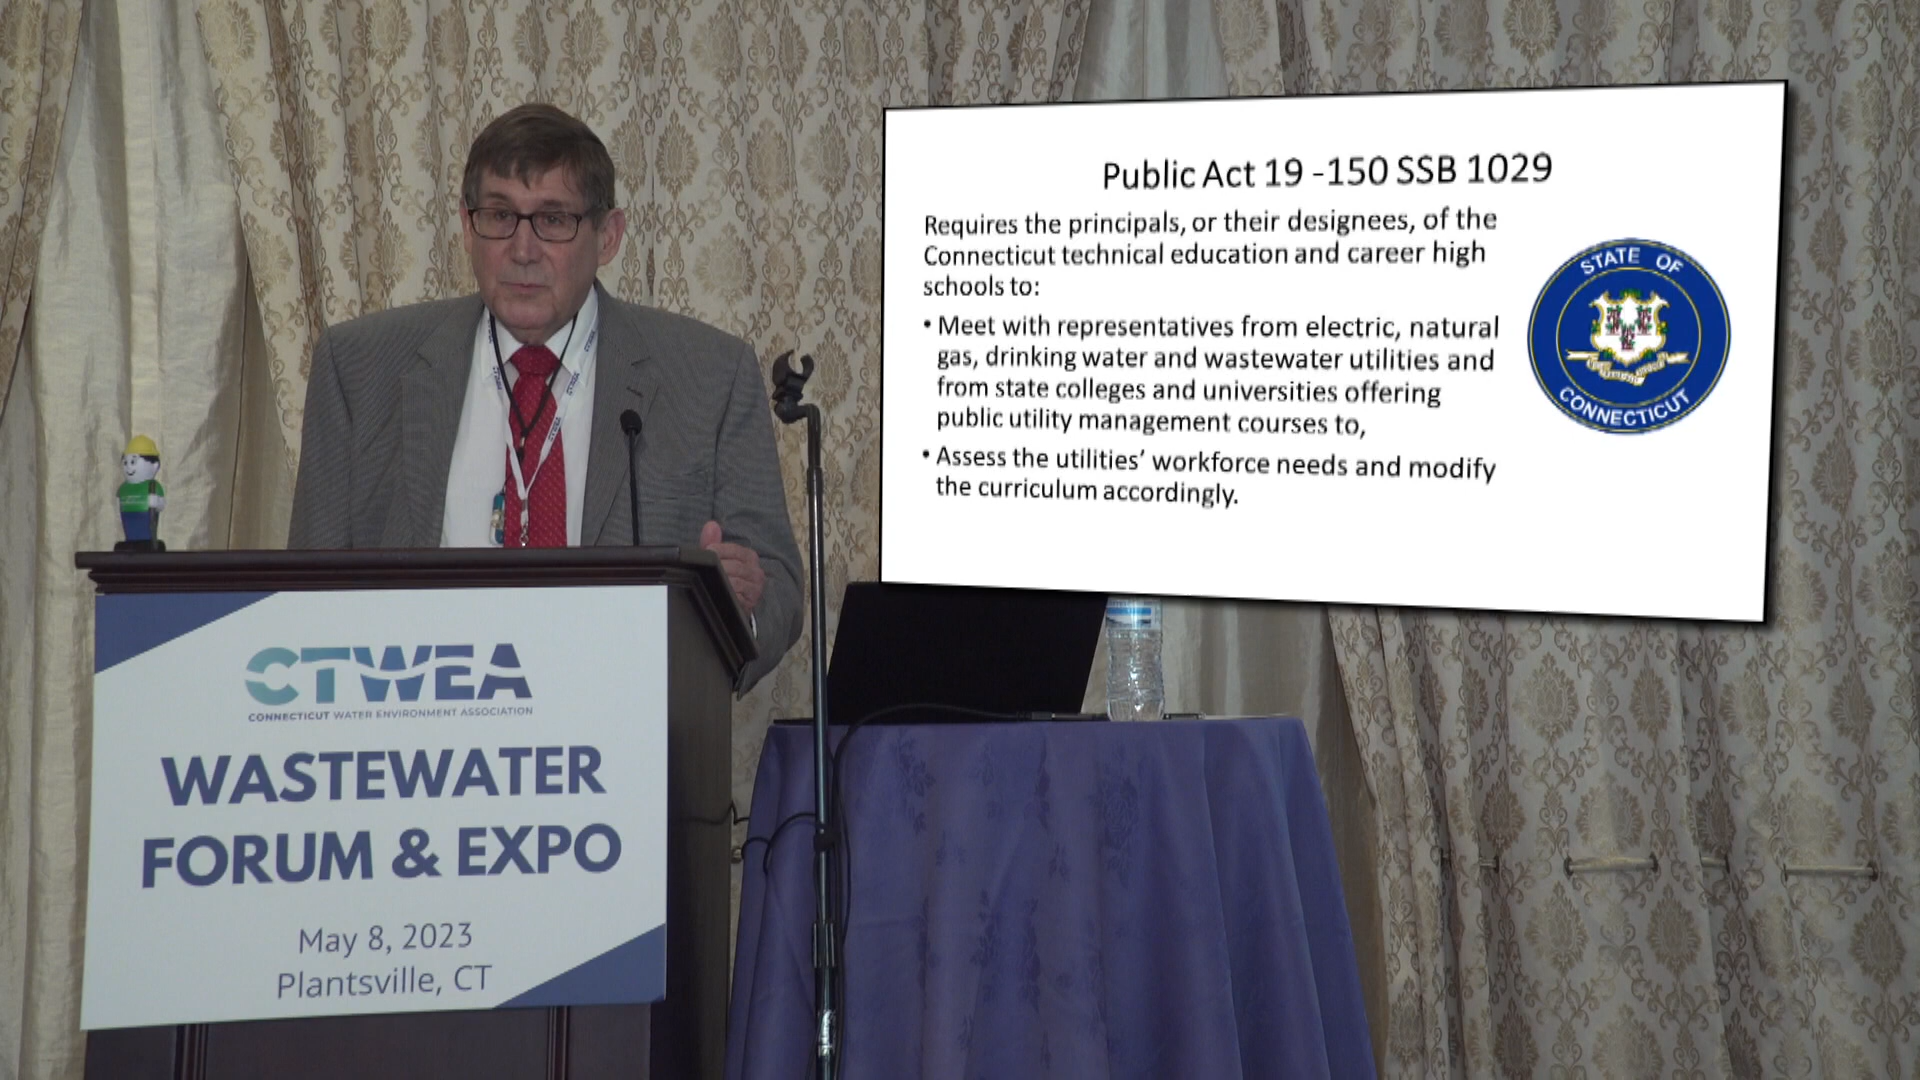 Public Act 19 -150 SSB 1029
Requires the principals, or their designees, of the
Connecticut technical education and career high
schools to:
• Meet with representatives from electric, natural
gas, drinking water and wastewater utilities and
from state colleges and universities offering
public utility management courses to,
• Assess the utilities’ workforce needs and modify
the curriculum accordingly.
STATE OF
CONNECTICUT
CTWEA
CONNECTICUT WATER ENVIRONMENT ASSOCIATION
WASTEWATER
FORUM & EXPO
May 8, 2023
Plantsville, CT